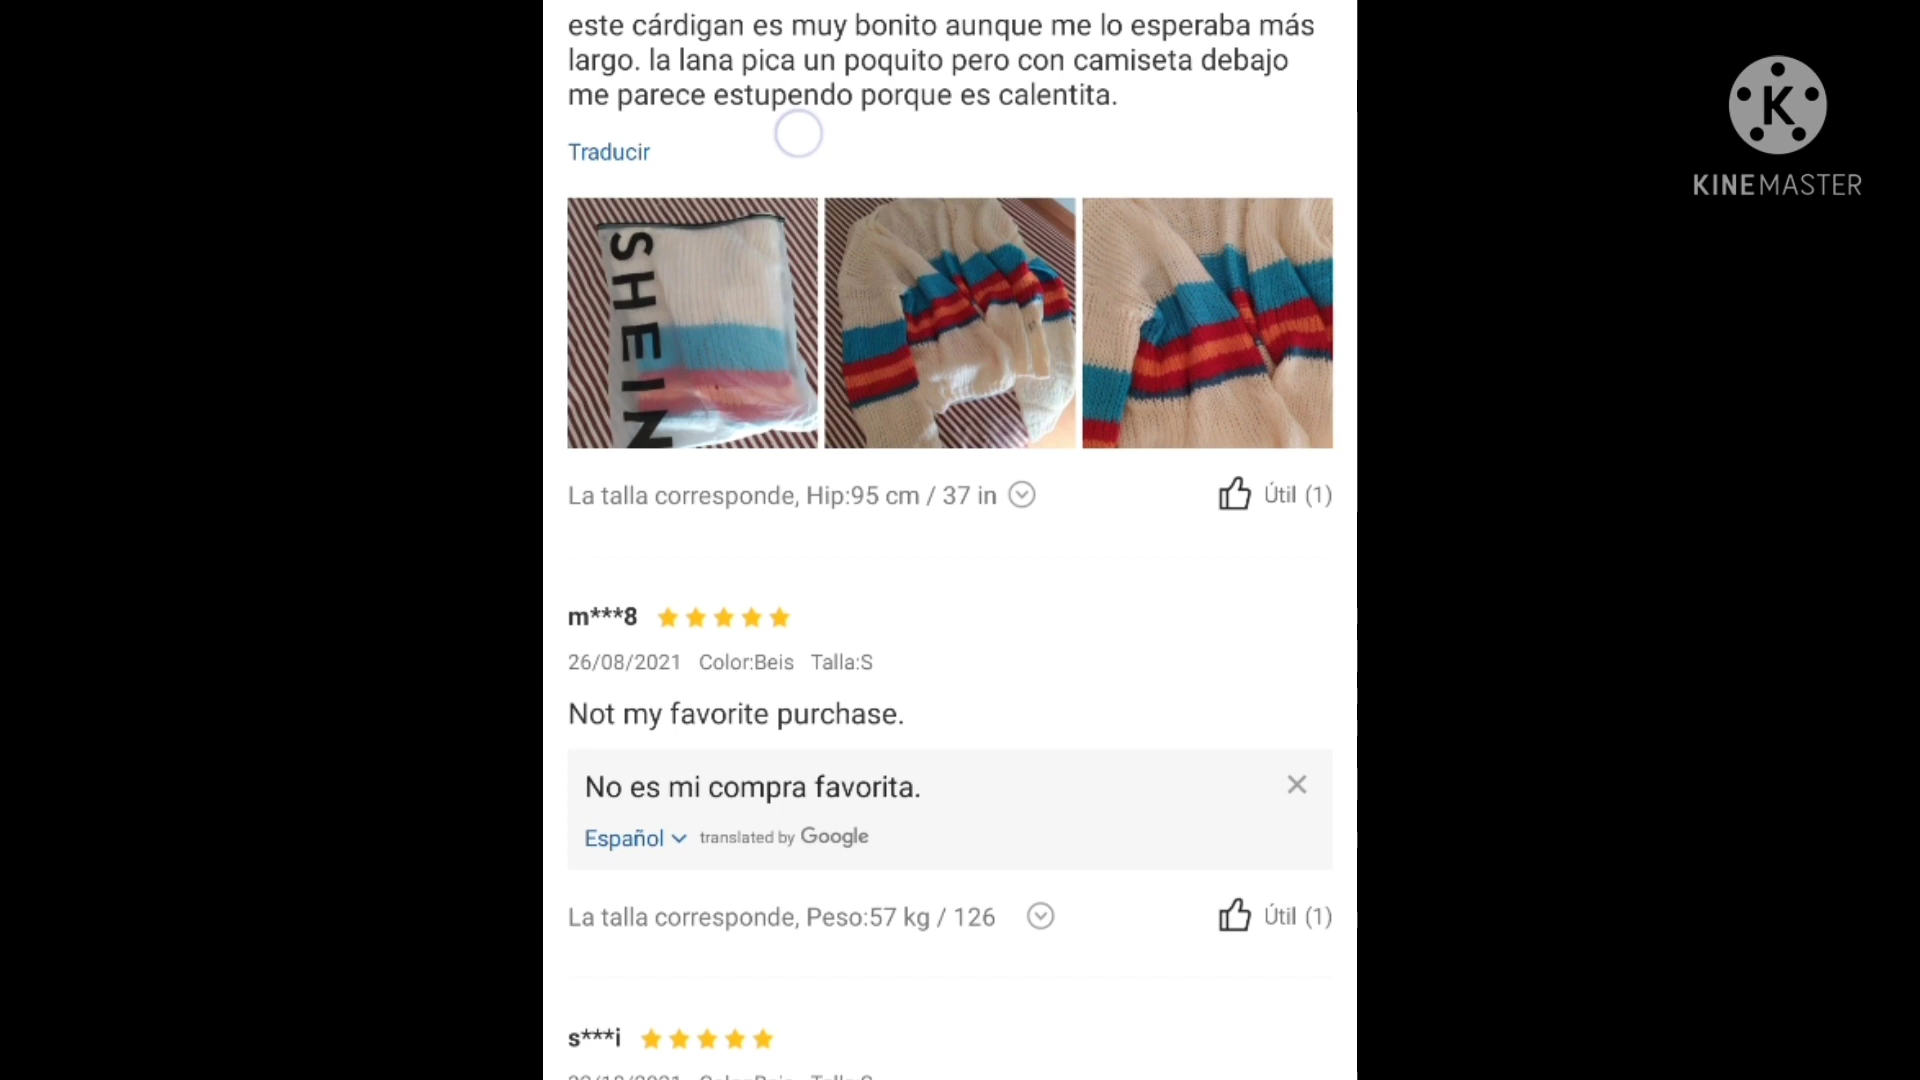 este cárdigan es muy bonito aunque me lo esperaba más
largo. la lana pica un poquito pero con camiseta debajo
me parece estupendo porque es calentita.
Traducir
SHEIN
La talla corresponde, Hip:95 cm / 37 in
Útil (1)
m***8
26/08/2021 Color:Beis Talla:S
Not my favorite purchase.
No es mi compra favorita.
Español translated by Google
La talla corresponde, Peso:57 kg / 126
Útil (1)
s***i
K
KINEMASTER